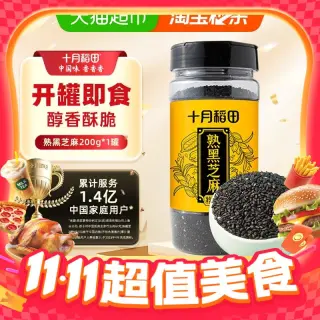 天猫超市 淘宝秒杀
十月稻田
中国味 香香香
开罐即食
醇香酥脆
熟黑芝麻200g*1罐
累计服务
1.4亿
中国家庭用户*
十月稻田
熟黑芝麻
11.11超值美食